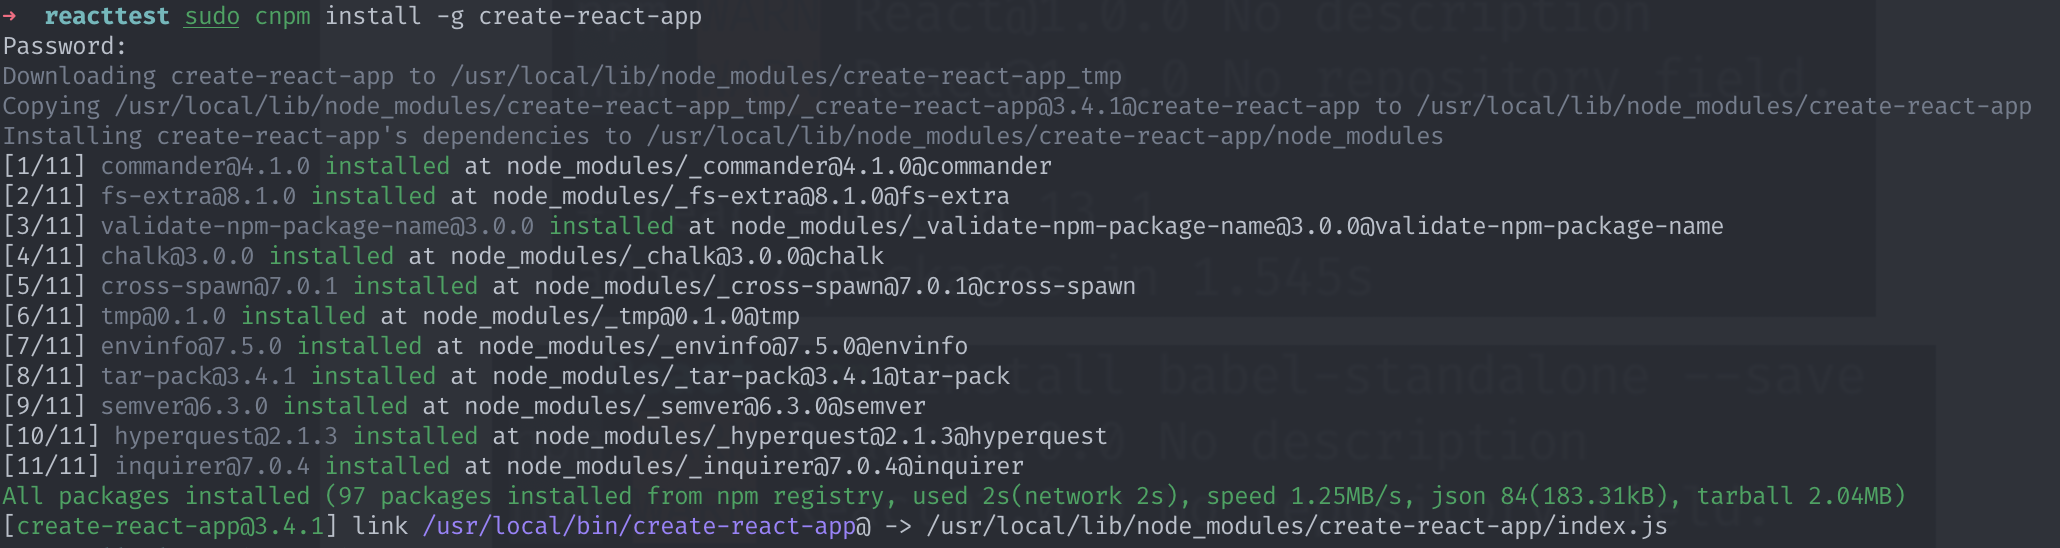 → reacttest sudo cnpm install -g create-react-app
Password:
Downloading create-react-app to /usr/local/lib/node_modules/create-react-app_tmp
Copying /usr/local/lib/node_modules/create-react-app_tmp/_create-react-app@3.4.1@create-react-app to /usr/local/lib/node_modules/create-react-app
Installing create-react-app's dependencies to /usr/local/lib/node_modules/create-react-app/node_modules
[1/11] commander@4.1.0 installed at node_modules/_commander@4.1.0@commander
[2/11] fs-extra@8.1.0 installed at node_modules/_fs-extra@8.1.0@fs-extra
[3/11] validate-npm-package-name@3.0.0 installed at node_modules/_validate-npm-package-name@3.0.0@validate-npm-package-name
[4/11] chalk@3.0.0 installed at node_modules/_chalk@3.0.0@chalk
[5/11] cross-spawn@7.0.1 installed at node_modules/_cross-spawn@7.0.1@cross-spawn
[6/11] tmp@0.1.0 installed at node_modules/_tmp@0.1.0@tmp
[7/11] envinfo@7.5.0 installed at node_modules/_envinfo@7.5.0@envinfo
[8/11] tar-pack@3.4.1 installed at node_modules/_tar-pack@3.4.1@tar-pack
[9/11] semver@6.3.0 installed at node_modules/_semver@6.3.0@semver
[10/11] hyperquest@2.1.3 installed at node_modules/_hyperquest@2.1.3@hyperquest
[11/11] inquirer@7.0.4 installed at node_modules/_inquirer@7.0.4@inquirer
All packages installed (97 packages installed from npm registry, used 2s(network 2s), speed 1.25MB/s, json 84(183.31kB), tarball 2.04MB)
[create-react-app@3.4.1] link /usr/local/bin/create-react-app@ -> /usr/local/lib/node_modules/create-react-app/index.js